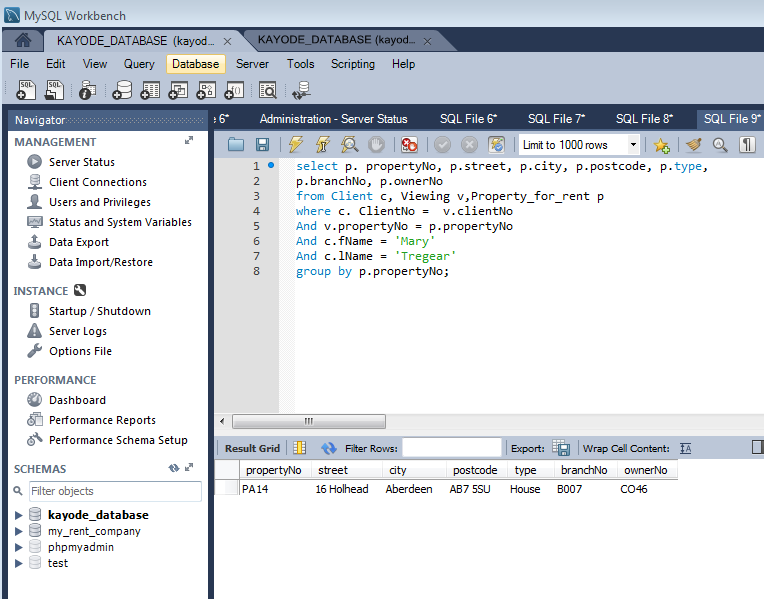 MySQL Workbench
KAYODE_DATABASE (kayod... × KAYODE_DATABASE (kayod... ×
File Edit View Query Database Server Tools Scripting Help
Navigator
MANAGEMENT
Server Status
Client Connections
Users and Privileges
Status and System Variables
Data Export
Data Import/Restore
INSTANCE
Startup / Shutdown
Server Logs
Options File
PERFORMANCE
Dashboard
Performance Reports
Performance Schema Setup
SCHEMAS
Filter objects
kayode_database
my_rent_company
phpmyadmin
test
e 6* Administration - Server Status SQL File 6* SQL File 7* SQL File 8* SQL File 9*
Limit to 1000 rows
1 select p. propertyNo, p.street, p.city, p.postcode, p.type,
2 p.branchNo, p.ownerNo
3 from Client c, Viewing v,Property_for_rent p
4 where c. ClientNo =  v.clientNo
5 And v.propertyNo = p.propertyNo
6 And c.fName = 'Mary'
7 And c.lName = 'Tregear'
8 group by p.propertyNo;
Result Grid Filter Rows: Export: Wrap Cell Content:
propertyNo street city postcode type branchNo ownerNo
PA14 16 Holhead Aberdeen AB7 5SU House B007 CO46